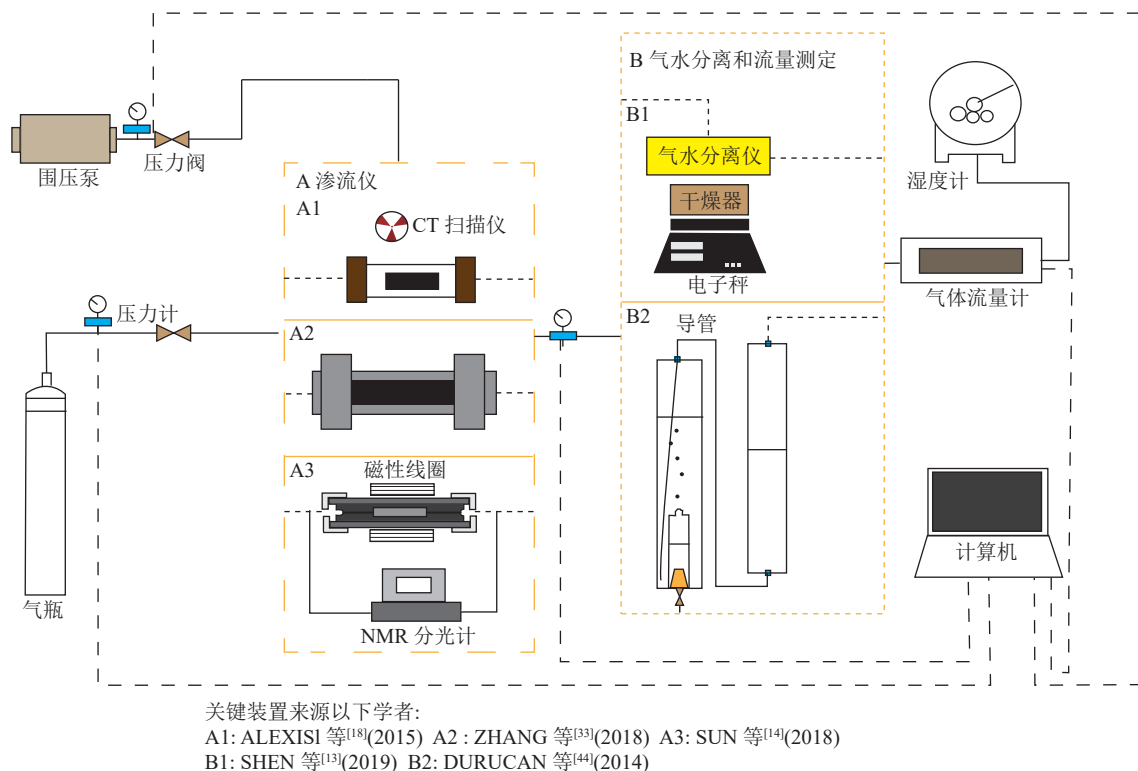 B 气水分离和流量测定
B1
气水分离仪
干燥器
电子秤
湿度计
气体流量计
围压泵
压力阀
A 渗流仪
A1
CT 扫描仪
压力计
A2
B2
导管
A3
磁性线圈
NMR 分光计
气瓶
计算机
关键装置来源以下学者:
A1: ALEXISl 等[18](2015) A2 : ZHANG 等[33](2018) A3: SUN 等[14](2018)
B1: SHEN 等[13](2019) B2: DURUCAN 等[44](2014)